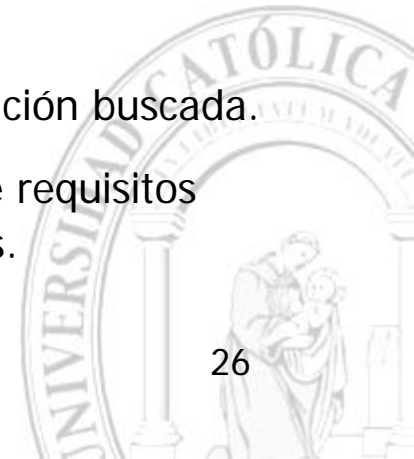 ción buscada.
e requisitos
s.
26
UNIVERSIDAD CATÓLICA